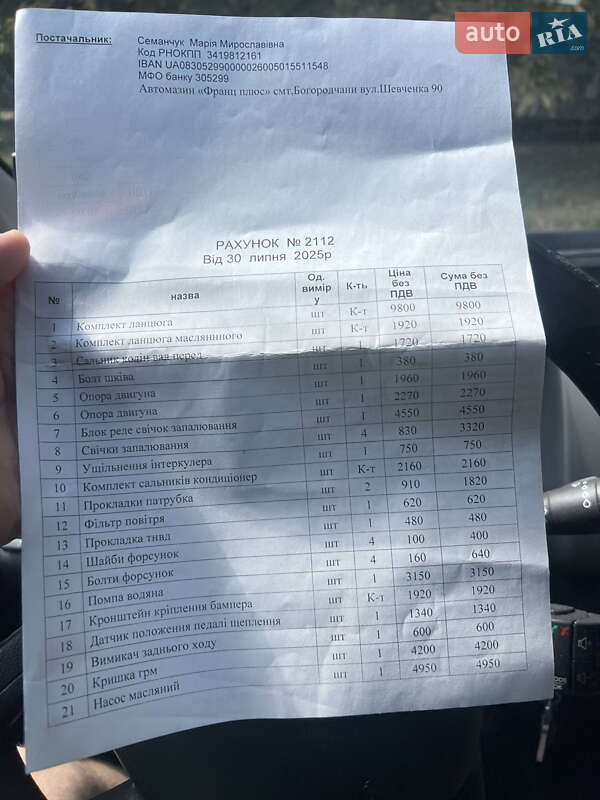 auto RIA .com
Постачальник: Семанчук Марія Мирославівна
Код РНОКПП 3419812161
IBAN UA083052990000026005015511548
МФО банку 305299
Автомазин «Франц плюс» смт,Богородчани вул.Шевченка 90
РАХУНОК № 2112
Від 30 липня 2025р
№ назва Од. виміру К-ть Ціна без ПДВ Сума без ПДВ
1 Комплект ланцюга шт К-т 9800 9800
2 Комплект ланцюга маслянного шт К-т 1920 1920
3 Сальник колін вал перед шт 1 1720 1720
4 Болт шківа шт 1 380 380
5 Опора двигуна шт 1 1960 1960
6 Опора двигуна шт 1 2270 2270
7 Блок реле свічок запалювання шт 1 4550 4550
8 Свічки запалювання шт 4 830 3320
9 Ущільнення інтеркулера шт 1 750 750
10 Комплект сальників кондиціонер шт К-т 2160 2160
11 Прокладки патрубка шт 2 910 1820
12 Фільтр повітря шт 1 620 620
13 Прокладка тнвд шт 1 480 480
14 Шайби форсунок шт 4 100 400
15 Болти форсунок шт 4 160 640
16 Помпа водяна шт 1 3150 3150
17 Кронштейн кріплення бампера шт К-т 1920 1920
18 Датчик положення педалі щеплення шт 1 1340 1340
19 Вимикач заднього ходу шт 1 600 600
20 Кришка грм шт 1 4200 4200
21 Насос масляний шт 1 4950 4950